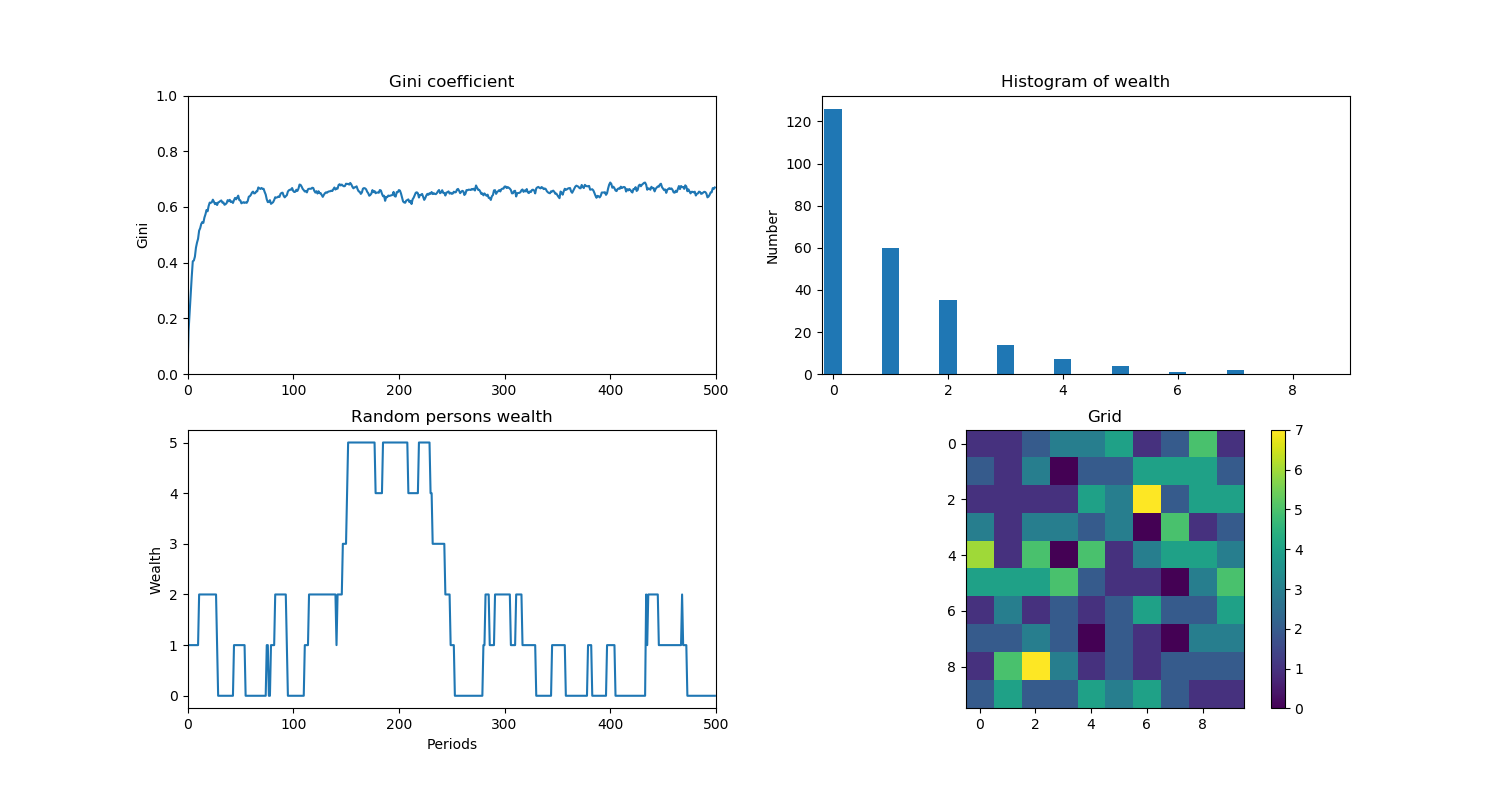 Gini coefficient
1.0
0.8
0.6
0.4
0.2
0.0
Gini
0 100 200 300 400 500
Histogram of wealth
120
100
80
60
40
20
0
Number
0 2 4 6 8
Random persons wealth
5
4
3
2
1
0
Wealth
0 100 200 300 400 500
Periods
Grid
0
2
4
6
8
0 2 4 6 8
7
6
5
4
3
2
1
0